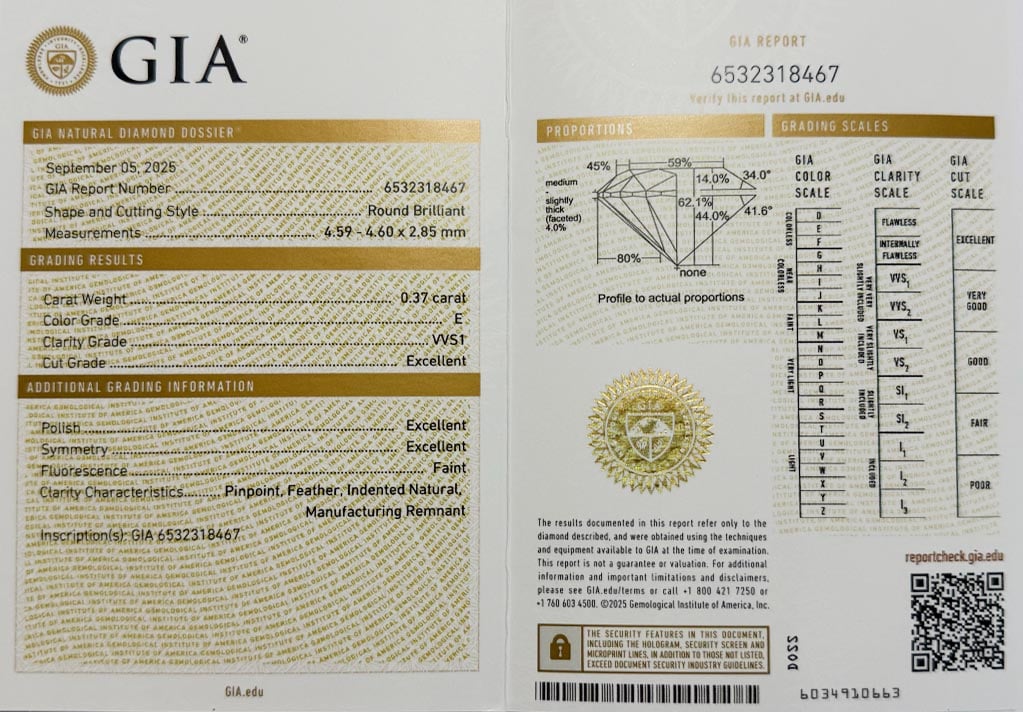 GIA®
GIA NATURAL DIAMOND DOSSIER®
September 05, 2025
GIA Report Number 6532318467
Shape and Cutting Style Round Brilliant
Measurements 4.59 - 4.60 x 2.85 mm
GRADING RESULTS
Carat Weight 0.37 carat
Color Grade E
Clarity Grade VVS1
Cut Grade Excellent
ADDITIONAL GRADING INFORMATION
Polish Excellent
Symmetry Excellent
Fluorescence Faint
Clarity Characteristics Pinpoint, Feather, Indented Natural,
Manufacturing Remnant
Inscription(s): GIA 6532318467
GIA.edu
GIA REPORT
6532318467
Verify this report at GIA.edu
PROPORTIONS
45%
59%
14.0%
34.0°
medium
-
slightly
thick
(faceted)
4.0%
62.1%
44.0%
41.6°
80%
none
Profile to actual proportions
GRADING SCALES
GIA
COLOR
SCALE
COLORLESS
D
E
F
NEAR
COLORLESS
G
H
I
J
FAINT
K
L
M
VERY LIGHT
N
O
P
Q
R
LIGHT
S
T
U
V
W
X
Y
Z
GIA
CLARITY
SCALE
FLAWLESS
INTERNALLY
FLAWLESS
VERY VERY
SLIGHTLY INCLUDED
VVS1
VVS2
VERY SLIGHTLY
INCLUDED
VS1
VS2
SLIGHTLY
INCLUDED
SI1
SI2
INCLUDED
I1
I2
I3
GIA
CUT
SCALE
EXCELLENT
VERY
GOOD
GOOD
FAIR
POOR
The results documented in this report refer only to the
diamond described, and were obtained using the techniques
and equipment available to GIA at the time of examination.
This report is not a guarantee or valuation. For additional
information and important limitations and disclaimers,
please see GIA.edu/terms or call +1 800 421 7250 or
+1 760 603 4500. ©2025 Gemological Institute of America, Inc.
THE SECURITY FEATURES IN THIS DOCUMENT,
INCLUDING THE HOLOGRAM, SECURITY SCREEN AND
MICROPRINT LINES, IN ADDITION TO THOSE NOT LISTED,
EXCEED DOCUMENT SECURITY INDUSTRY GUIDELINES.
reportcheck.gia.edu
DOS2
6034910663